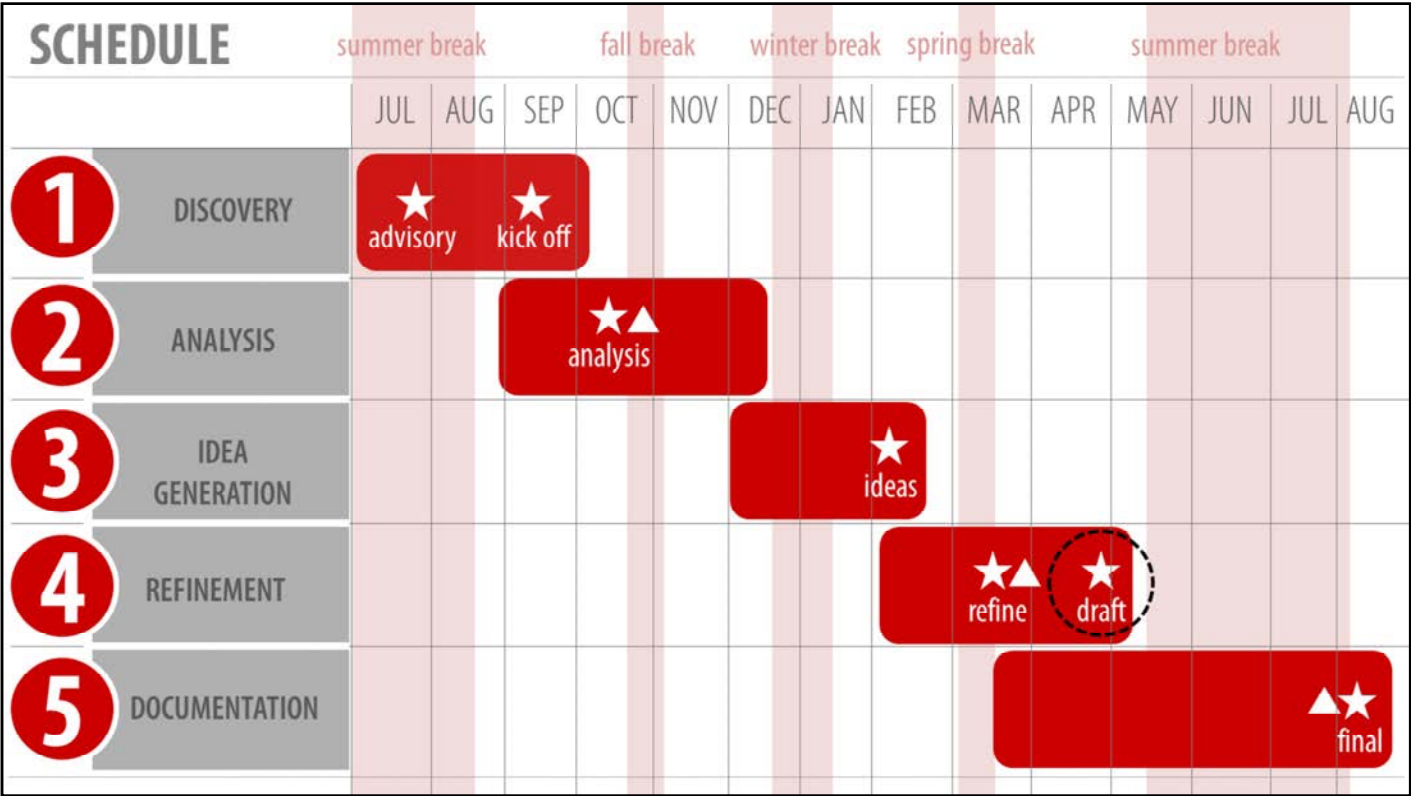 SCHEDULE
summer break fall break winter break spring break summer break
JUL AUG SEP OCT NOV DEC JAN FEB MAR APR MAY JUN JUL AUG
1 DISCOVERY
advisory kick off
2 ANALYSIS
analysis
3 IDEA
GENERATION
ideas
4 REFINEMENT
refine draft
5 DOCUMENTATION
final